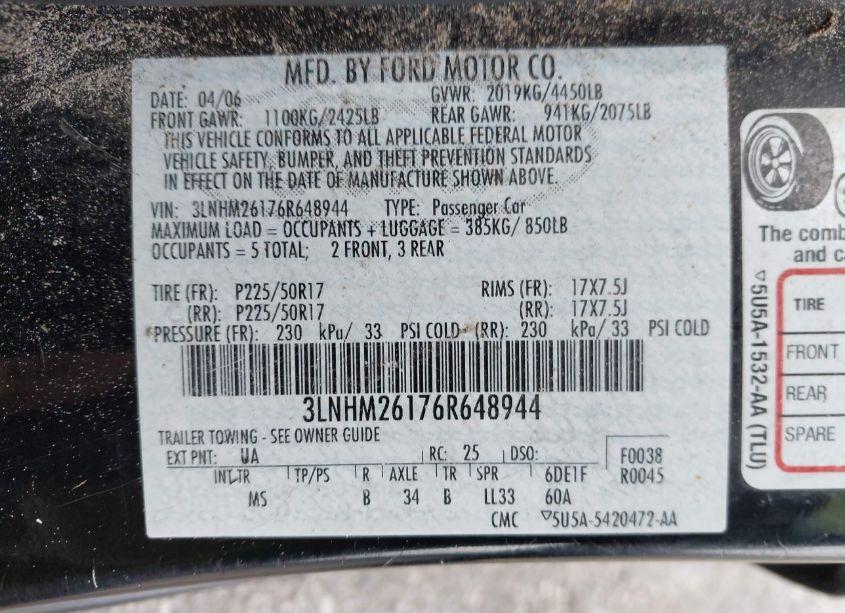 MFD. BY FORD MOTOR CO.
DATE: 04/06 GVWR: 2019KG/4450LB
FRONT GAWR: 1100KG/2425LB REAR GAWR: 941KG/2075LB
THIS VEHICLE CONFORMS TO ALL APPLICABLE FEDERAL MOTOR
VEHICLE SAFETY, BUMPER, AND THEFT PREVENTION STANDARDS
IN EFFECT ON THE DATE OF MANUFACTURE SHOWN ABOVE.
VIN: 3LNHM26176R648944 TYPE: Passenger Car
MAXIMUM LOAD = OCCUPANTS + LUGGAGE = 385KG/ 850LB
OCCUPANTS = 5 TOTAL; 2 FRONT, 3 REAR
TIRE (FR): P225/50R17 RIMS (FR): 17X7.5J
(RR): P225/50R17 (RR): 17X7.5J
PRESSURE (FR): 230 kPa/ 33 PSI COLD (RR): 230 kPa/ 33 PSI COLD
3LNHM26176R648944
TRAILER TOWING - SEE OWNER GUIDE
EXT PNT: UA RC: 25 DSO: F0038
INT TR TP/PS R AXLE TR SPR 6DE1F R0045
MS B 34 B LL33 60A
CMC ▽5U5A-5420472-AA
The comb
and ca
TIRE
FRONT
REAR
SPARE
▽5U5A-1532-AA (TLU)